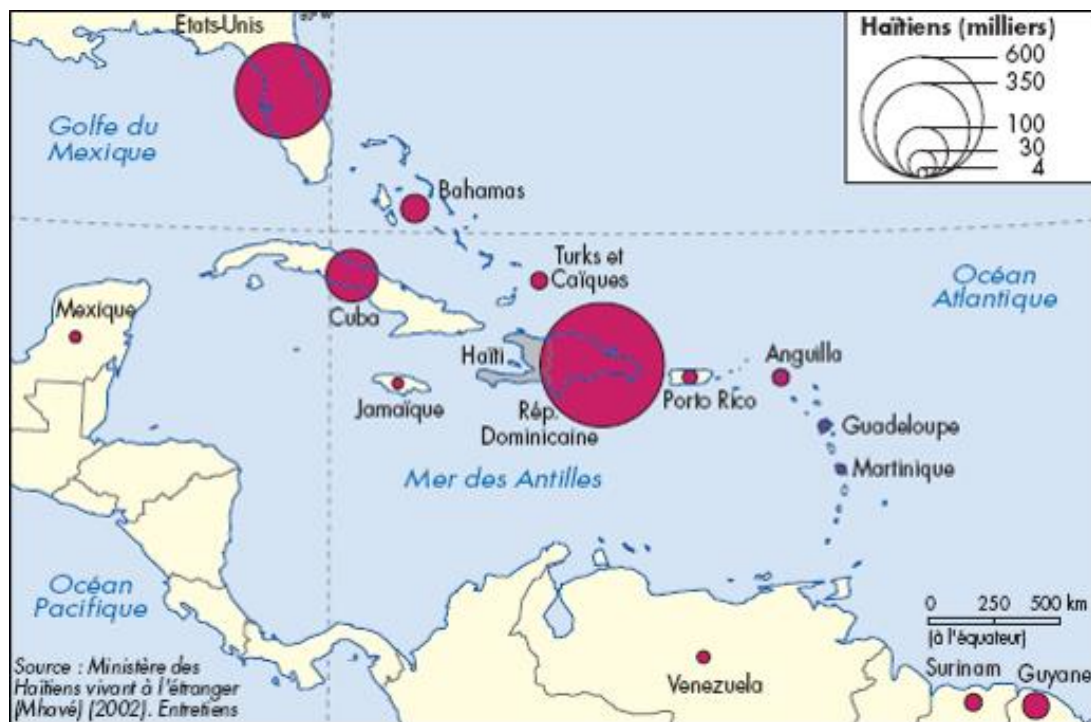 Etats-Unis
Golfe du
Mexique
Bahamas
Haïtiens (milliers)
600
350
100
30
4
Turks et
Caïques
Océan
Atlantique
Mexique
Cuba
Haïti
Jamaïque
Rép.
Dominicaine
Porto Rico
Anguilla
Guadeloupe
Martinique
Mer des Antilles
Océan
Pacifique
0 250 500 km
(à l'équateur)
Source : Ministère des
Haïtiens vivant à l'étranger
(Mhavé) (2002). Entretiens
Venezuela
Surinam
Guyane